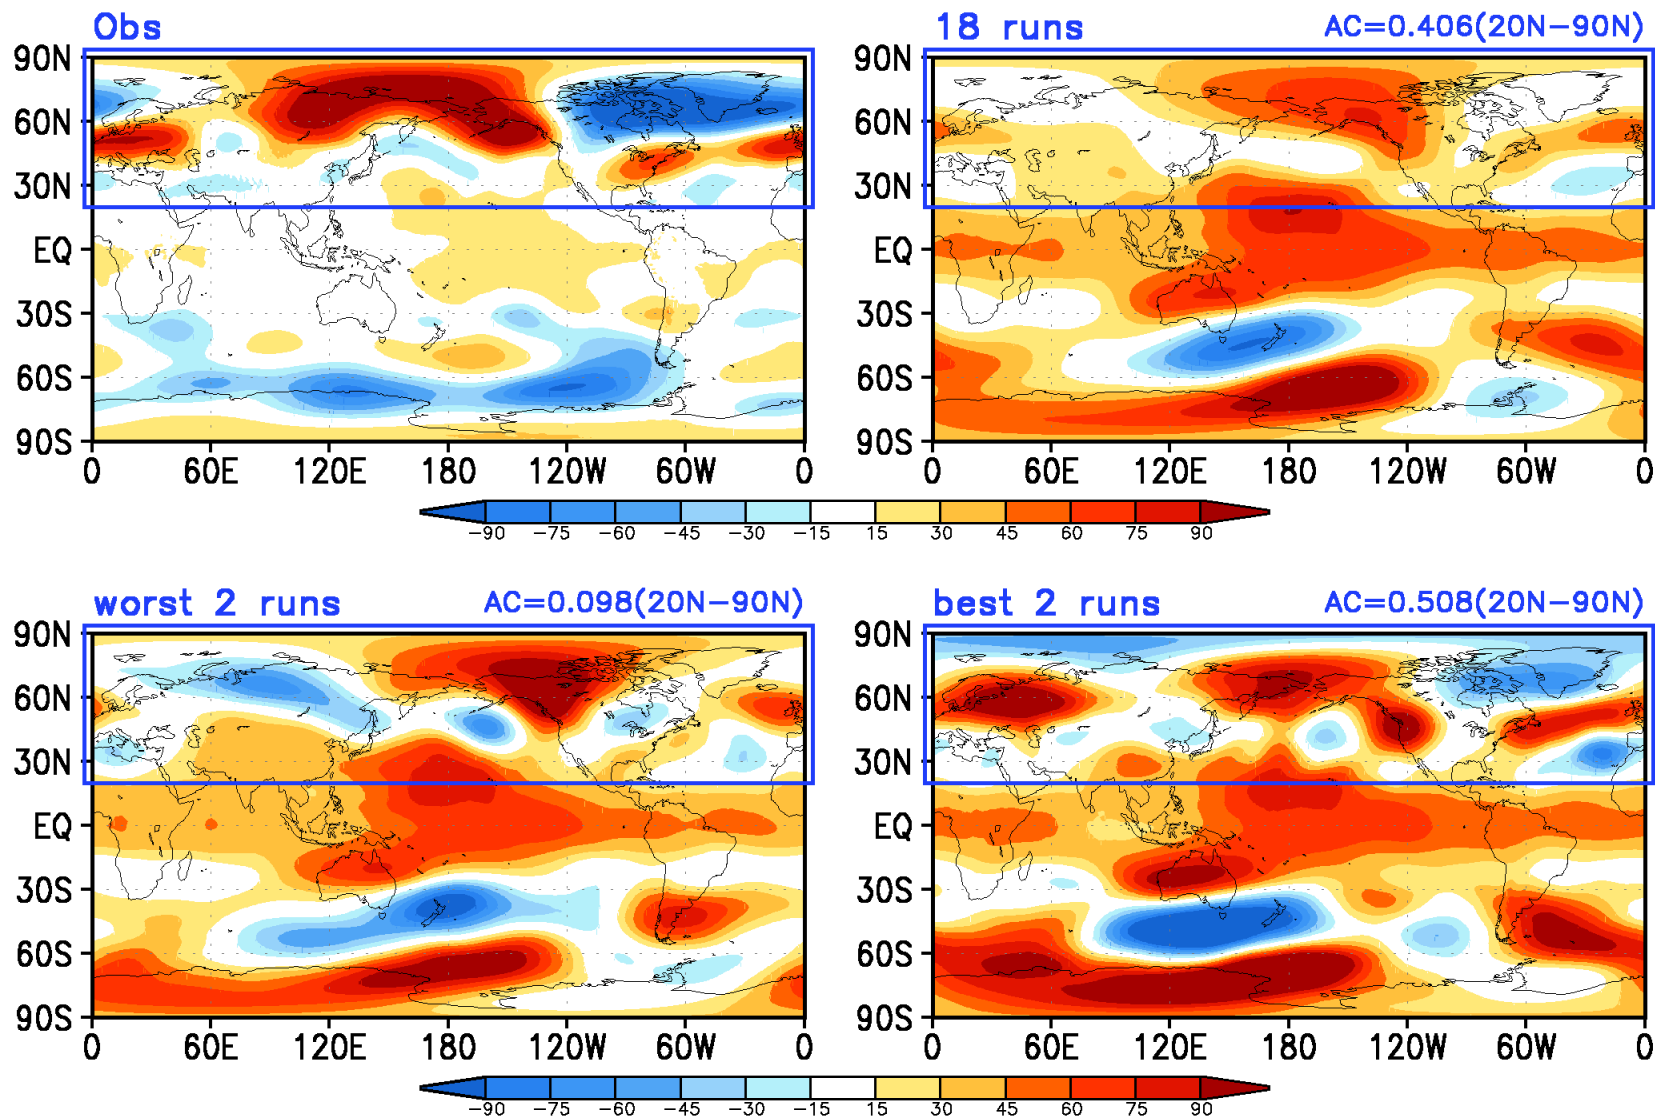 Obs
18 runs AC=0.406(20N−90N)
90N 90N
60N 60N
30N 30N
EQ EQ
30S 30S
60S 60S
90S 90S
0 60E 120E 180 120W 60W 0 0 60E 120E 180 120W 60W 0
−90 −75 −60 −45 −30 −15 15 30 45 60 75 90
worst 2 runs AC=0.098(20N−90N)
best 2 runs AC=0.508(20N−90N)
90N 90N
60N 60N
30N 30N
EQ EQ
30S 30S
60S 60S
90S 90S
0 60E 120E 180 120W 60W 0 0 60E 120E 180 120W 60W 0
−90 −75 −60 −45 −30 −15 15 30 45 60 75 90